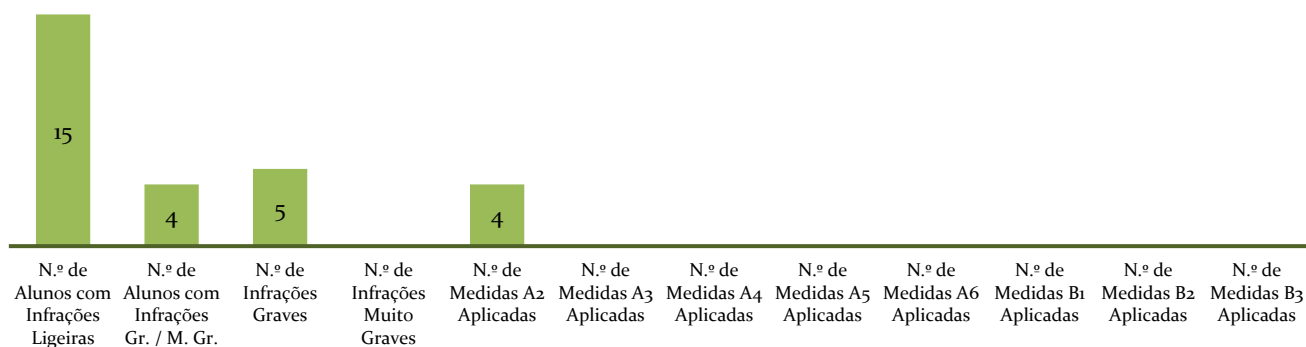 15
4
5
4
N.º de
Alunos com
Infrações
Ligeiras
N.º de
Alunos com
Infrações
Gr. / M. Gr.
N.º de
Infrações
Graves
N.º de
Infrações
Muito
Graves
N.º de
Medidas A2
Aplicadas
N.º de
Medidas A3
Aplicadas
N.º de
Medidas A4
Aplicadas
N.º de
Medidas A5
Aplicadas
N.º de
Medidas A6
Aplicadas
N.º de
Medidas B1
Aplicadas
N.º de
Medidas B2
Aplicadas
N.º de
Medidas B3
Aplicadas